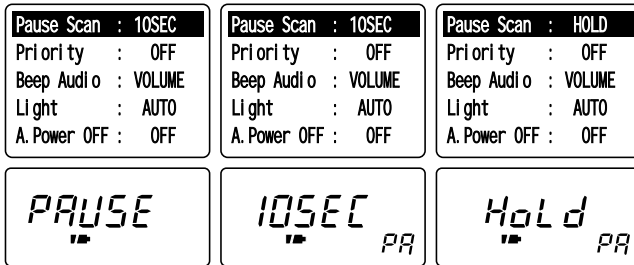 Pause Scan : 10SEC
Priority : OFF
Beep Audio : VOLUME
Light : AUTO
A.Power OFF : OFF
Pause Scan : 10SEC
Priority : OFF
Beep Audio : VOLUME
Light : AUTO
A.Power OFF : OFF
Pause Scan : HOLD
Priority : OFF
Beep Audio : VOLUME
Light : AUTO
A.Power OFF : OFF
PAUSE
10SEC
PA
HoLd
PA